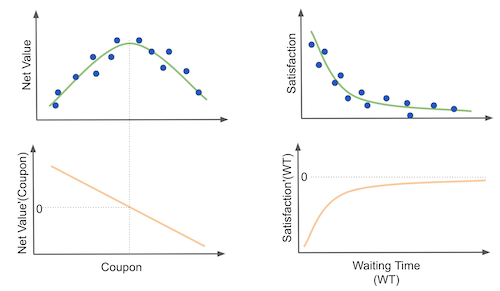 Net Value
Satisfaction
Net Value'(Coupon)
0
Coupon
Satisfaction'(WT)
0
Waiting Time
(WT)